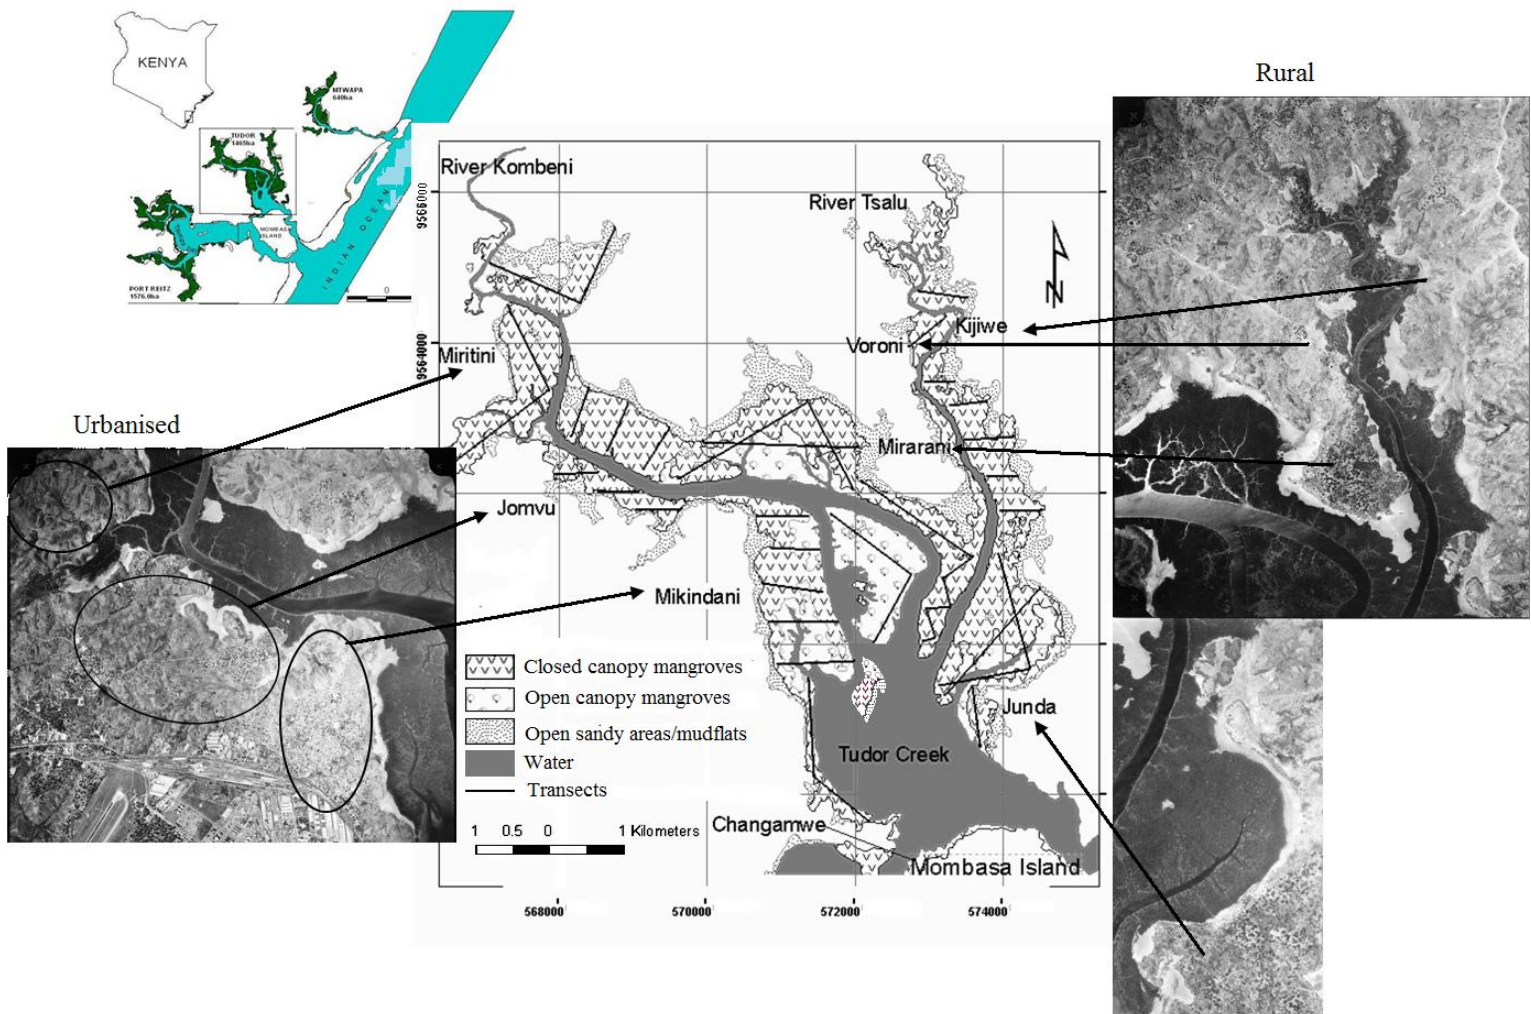 KENYA
MTWAPA
640ha
TUDOR
1465ha
MOMBASA
ISLAND
INDIAN OCEAN
PORT REITZ
1576.0ha
0
Rural
Urbanised
River Kombeni
River Tsalu
9566000
9564000
N
Kijiwe
Voroni
Miritini
Mirarani
Jomvu
Mikindani
Closed canopy mangroves
Open canopy mangroves
Open sandy areas/mudflats
Water
Transects
Junda
Tudor Creek
Changamwe
1 0.5 0 1 Kilometers
Mombasa Island
568000 570000 572000 574000